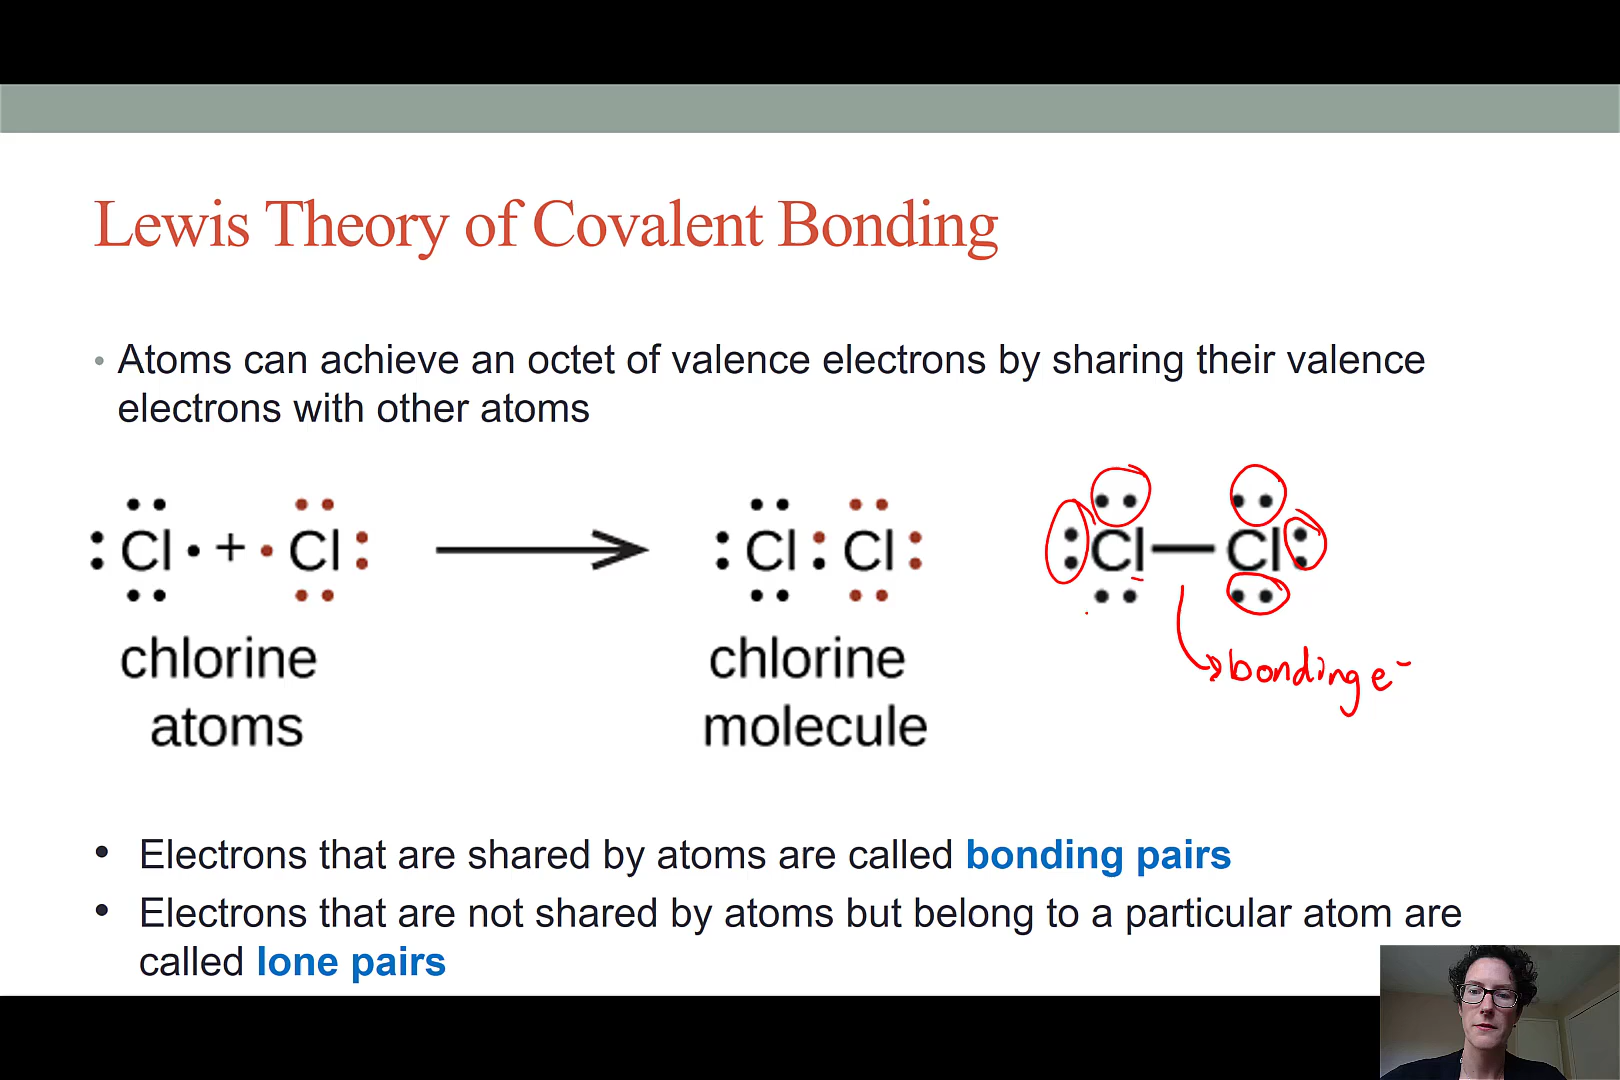 Lewis Theory of Covalent Bonding
• Atoms can achieve an octet of valence electrons by sharing their valence
electrons with other atoms
Cl + Cl
Cl Cl
Cl — Cl
chlorine
atoms
chlorine
molecule
bonding e⁻
• Electrons that are shared by atoms are called bonding pairs
• Electrons that are not shared by atoms but belong to a particular atom are
called lone pairs